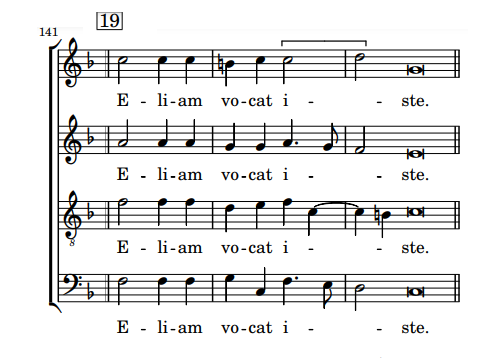 19
141
E - li-am vo-cat i - - ste.
E - li-am vo-cat i - - ste.
8
E - li-am vo-cat i - - ste.
E - li-am vo-cat i - - ste.